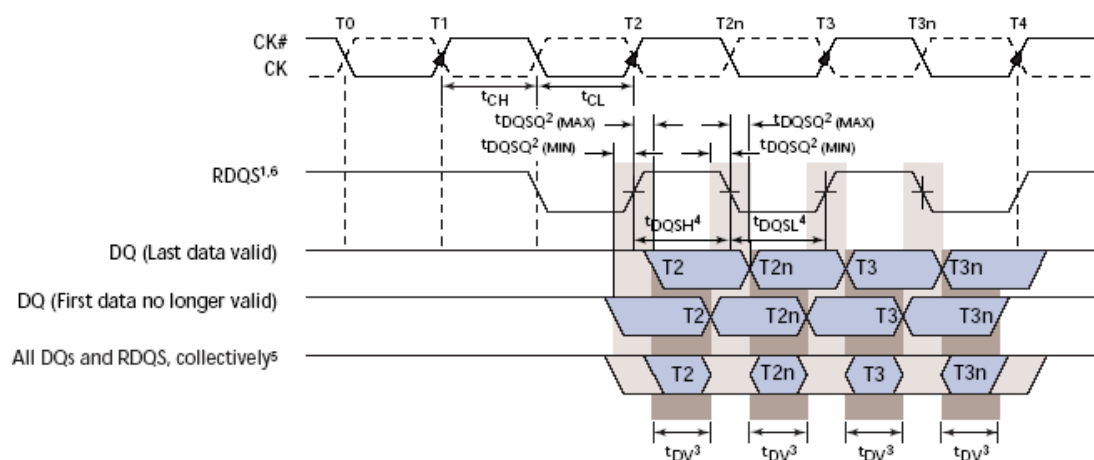 T0 T1 T2 T2n T3 T3n T4
CK#
CK
tCH tCL
tDQSQ² (MAX) tDQSQ² (MAX)
tDQSQ² (MIN) tDQSQ² (MIN)
RDQS¹,⁶
tDQSH⁴ tDQSL⁴
DQ (Last data valid)
T2 T2n T3 T3n
DQ (First data no longer valid)
T2 T2n T3 T3n
All DQs and RDQS, collectively⁵
T2 T2n T3 T3n
tDV³ tDV³ tDV³ tDV³